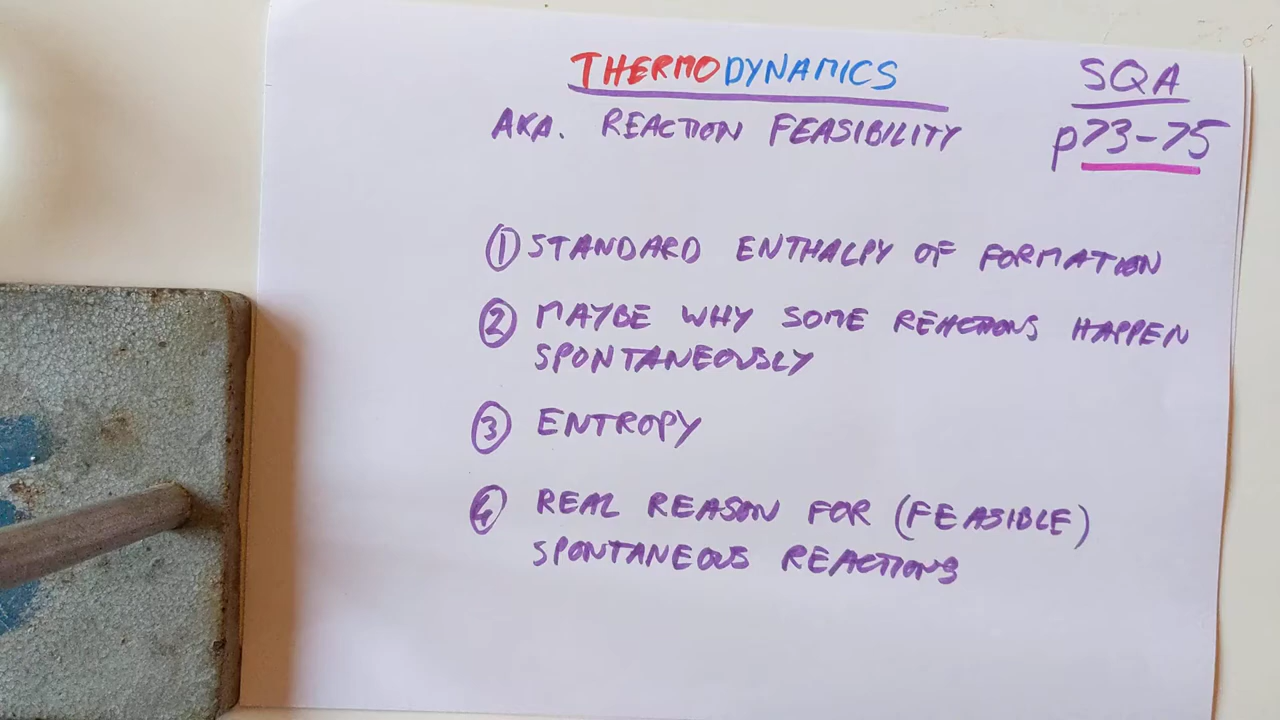 THERMODYNAMICS
AKA. REACTION FEASIBILITY
SQA
p73-75
① STANDARD ENTHALPY OF FORMATION
② MAYBE WHY SOME REACTIONS HAPPEN
SPONTANEOUSLY
③ ENTROPY
④ REAL REASON FOR (FEASIBLE)
SPONTANEOUS REACTIONS